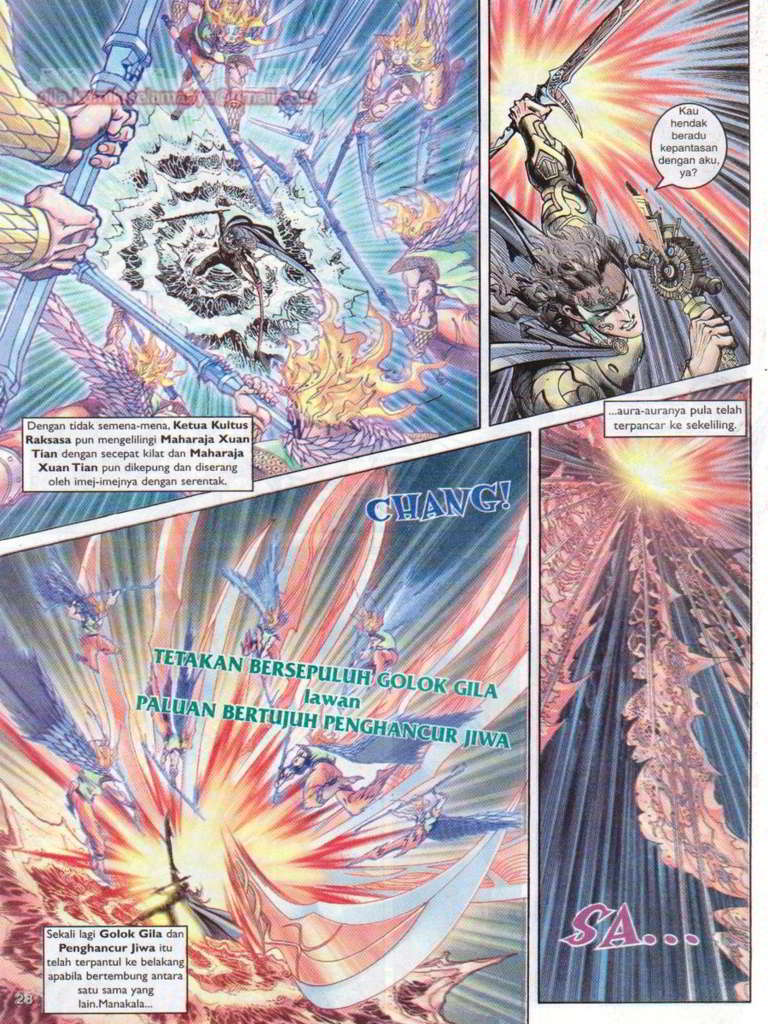 Dengan tidak semena-mena, Ketua Kultus
Raksasa pun mengelilingi Maharaja Xuan
Tian dengan secepat kilat dan Maharaja
Xuan Tian pun dikepung dan diserang
oleh imej-imejnya dengan serentak.
Kau
hendak
beradu
kepantasan
dengan aku,
ya?
...aura-auranya pula telah
terpancar ke sekeliling.
CHANG!
TETAKAN BERSEPULUH GOLOK GILA
lawan
PALUAN BERTUJUH PENGHANCUR JIWA
Sekali lagi Golok Gila dan
Penghancur Jiwa itu
telah terpantul ke belakang
apabila bertembung antara
satu sama yang
lain.Manakala...
SA...
28